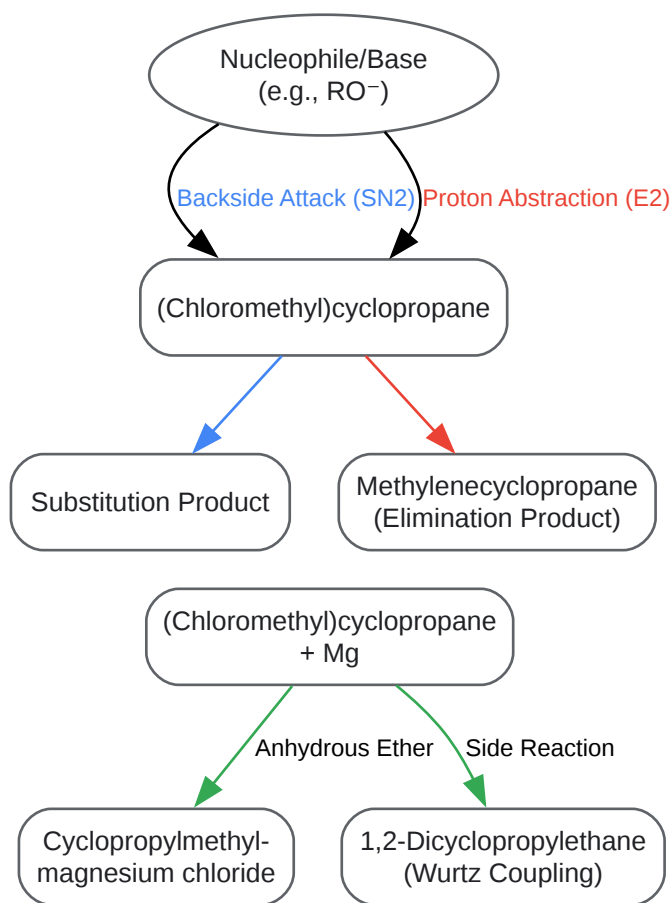 Nucleophile/Base
(e.g., RO⁻)
Backside Attack (SN2)
Proton Abstraction (E2)
(Chloromethyl)cyclopropane
Substitution Product
Methylenecyclopropane
(Elimination Product)
(Chloromethyl)cyclopropane
+ Mg
Anhydrous Ether
Side Reaction
Cyclopropylmethyl-
magnesium chloride
1,2-Dicyclopropylethane
(Wurtz Coupling)